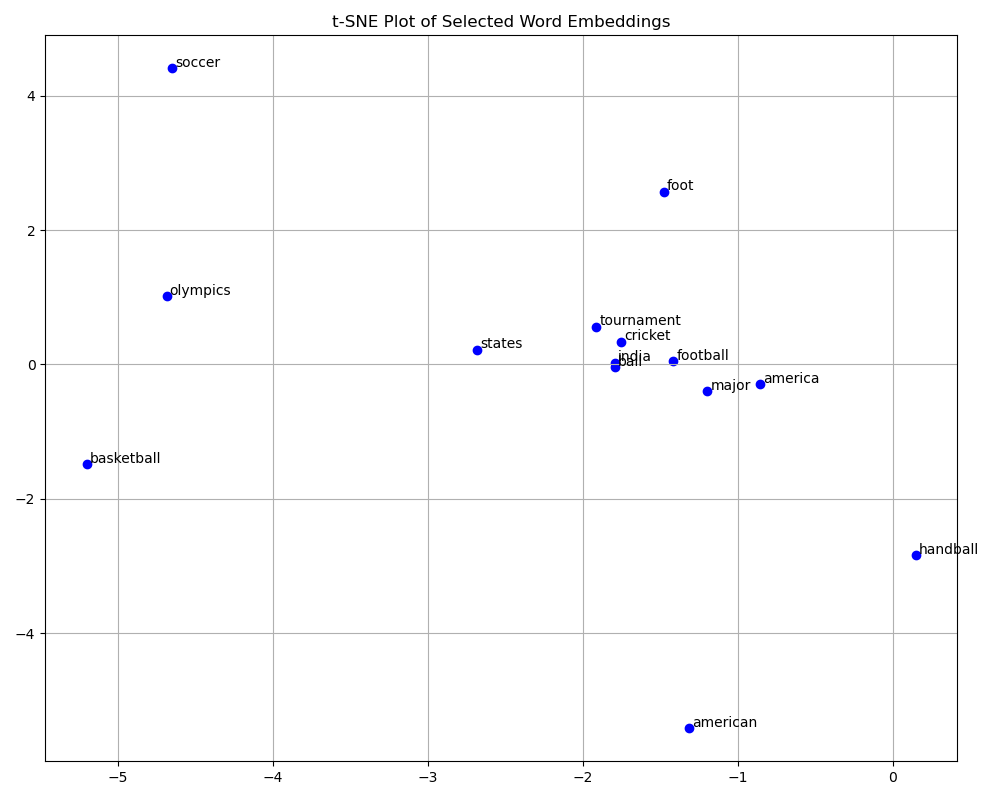 t-SNE Plot of Selected Word Embeddings
soccer
4
foot
2
olympics
tournament
cricket
states
india
football
ball
0
america
major
basketball
−2
handball
−4
american
−5
−4
−3
−2
−1
0